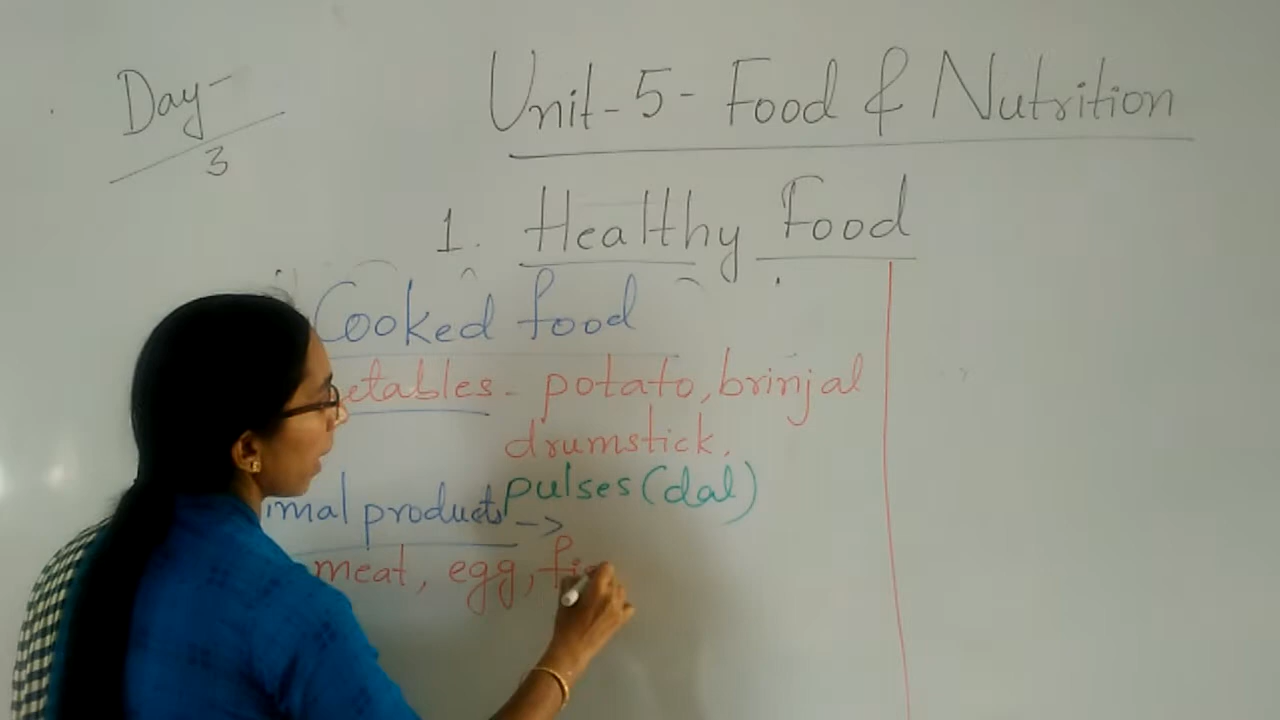 Day-
3
Unit-5- Food & Nutrition
1. Healthy Food
Cooked food
etables - potato, brinjal
drumstick,
pulses (dal)
imal products ->
meat, egg, fi